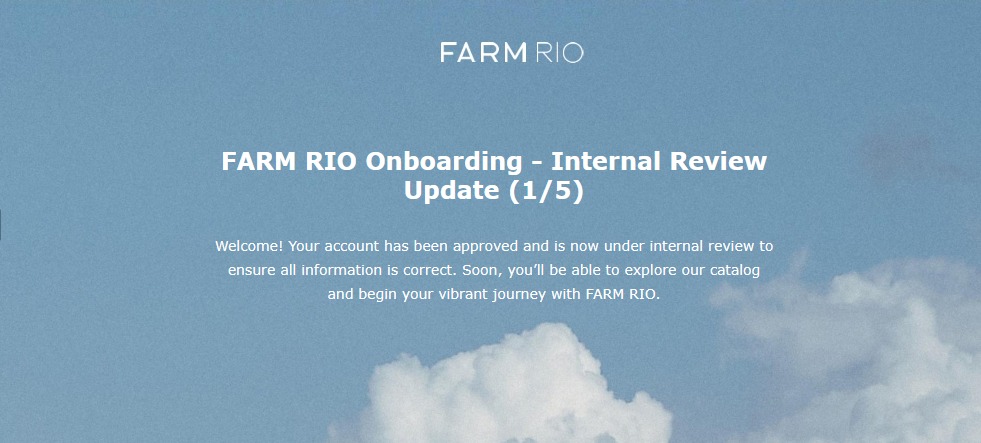 FARM RIO
FARM RIO Onboarding - Internal Review
Update (1/5)
Welcome! Your account has been approved and is now under internal review to
ensure all information is correct. Soon, you’ll be able to explore our catalog
and begin your vibrant journey with FARM RIO.